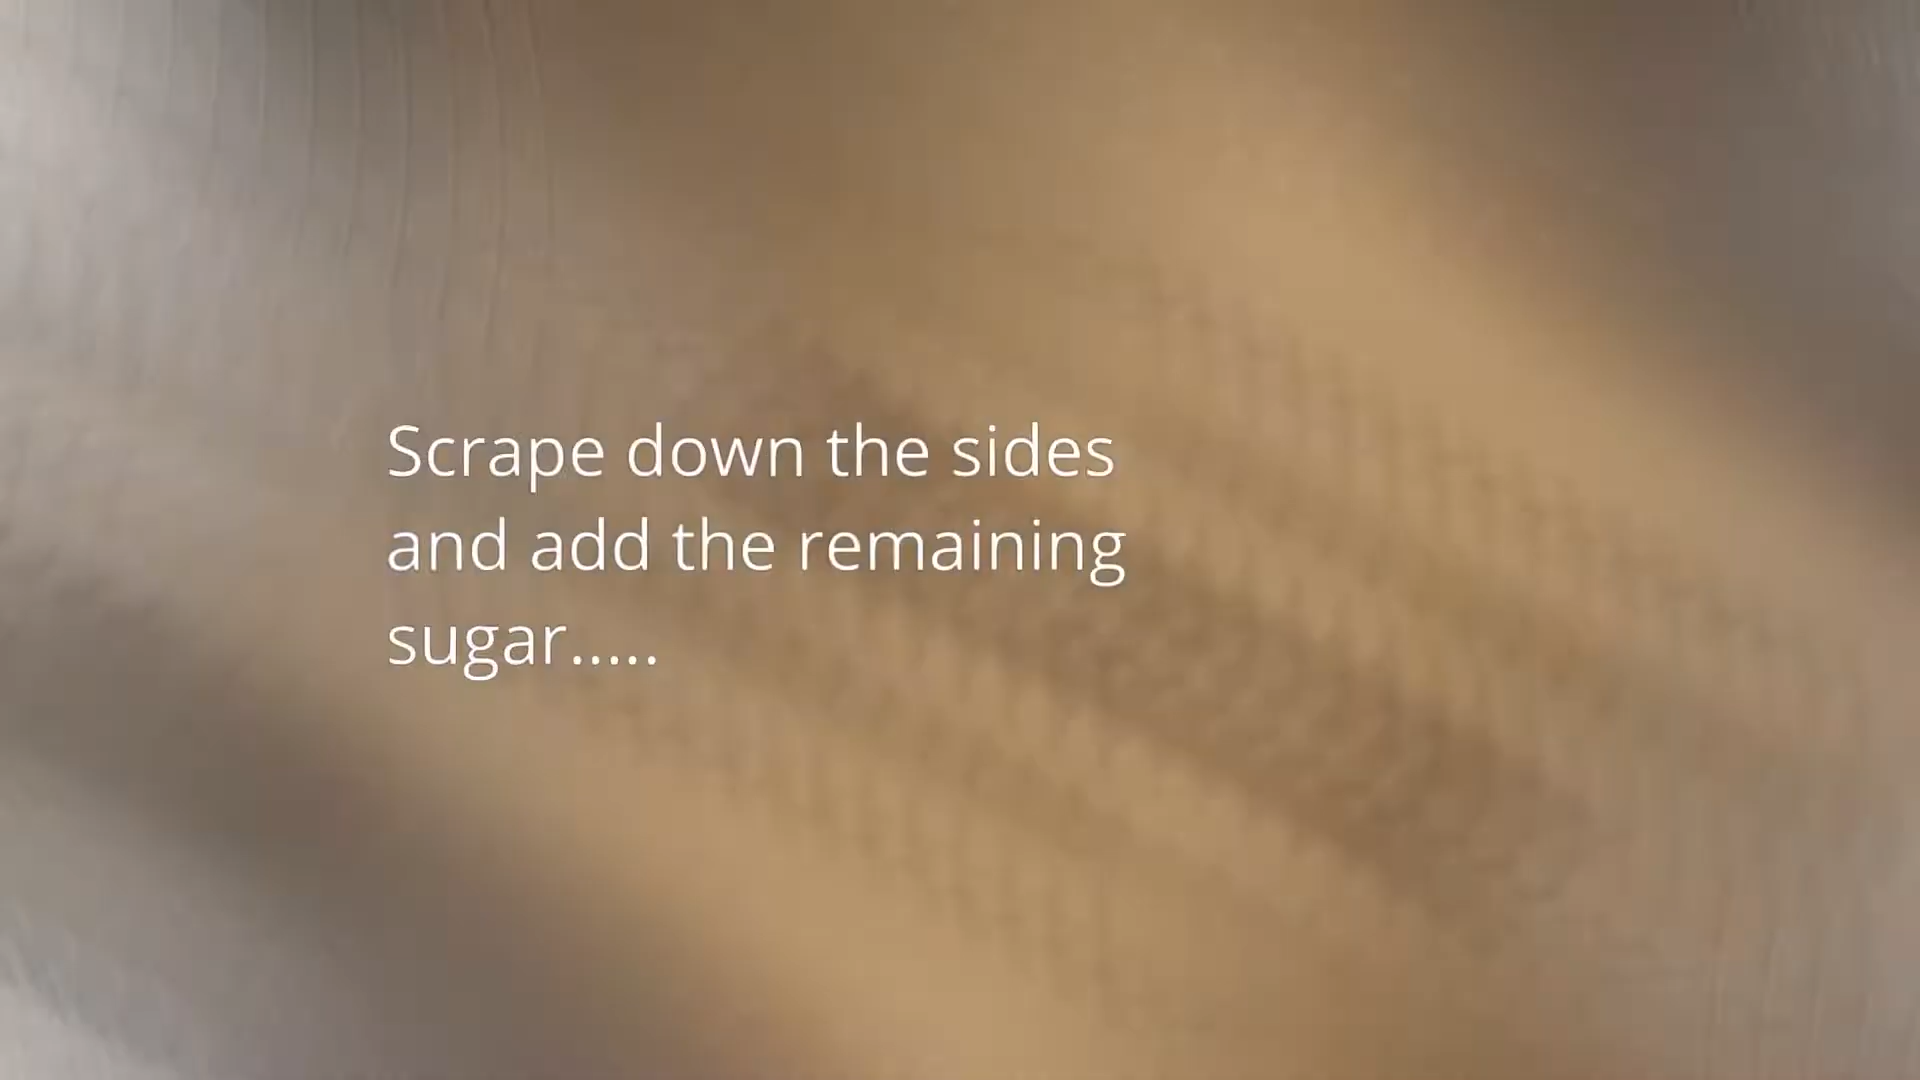 Scrape down the sides
and add the remaining
sugar.....